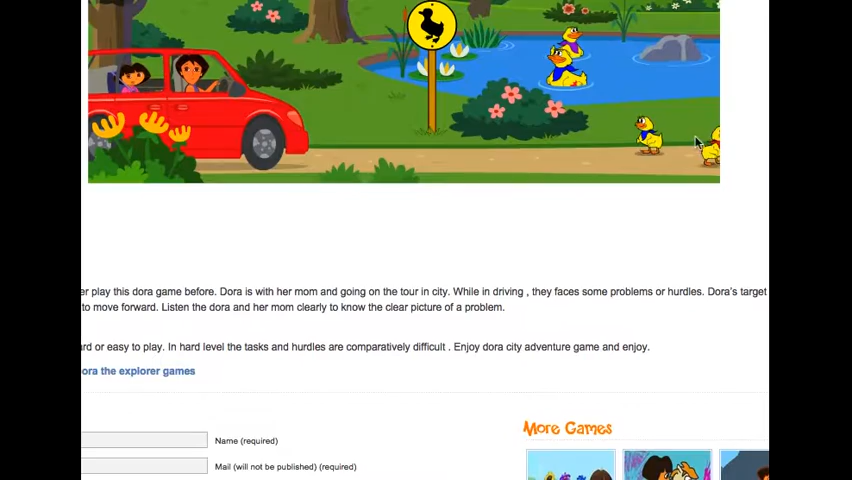 er play this dora game before. Dora is with her mom and going on the tour in city. While in driving , they faces some problems or hurdles. Dora's target
to move forward. Listen the dora and her mom clearly to know the clear picture of a problem.
rd or easy to play. In hard level the tasks and hurdles are comparatively difficult . Enjoy dora city adventure game and enjoy.
ora the explorer games
Name (required)
Mail (will not be published) (required)
More Games